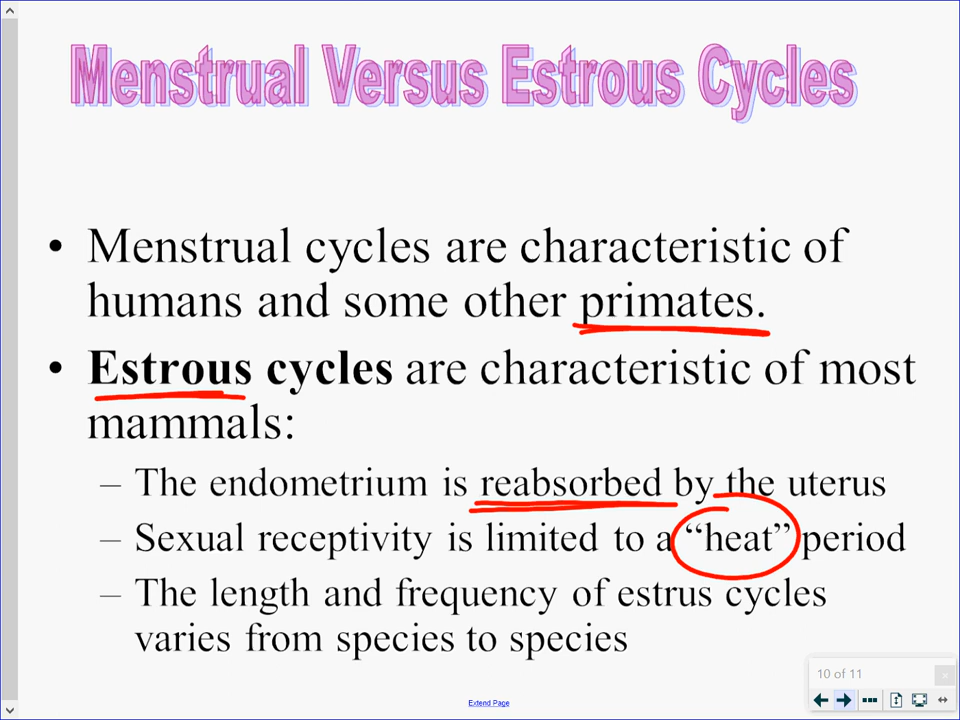 Menstrual Versus Estrous Cycles
• Menstrual cycles are characteristic of
humans and some other primates.
• Estrous cycles are characteristic of most
mammals:
– The endometrium is reabsorbed by the uterus
– Sexual receptivity is limited to a “heat” period
– The length and frequency of estrus cycles
varies from species to species
10 of 11
Extend Page